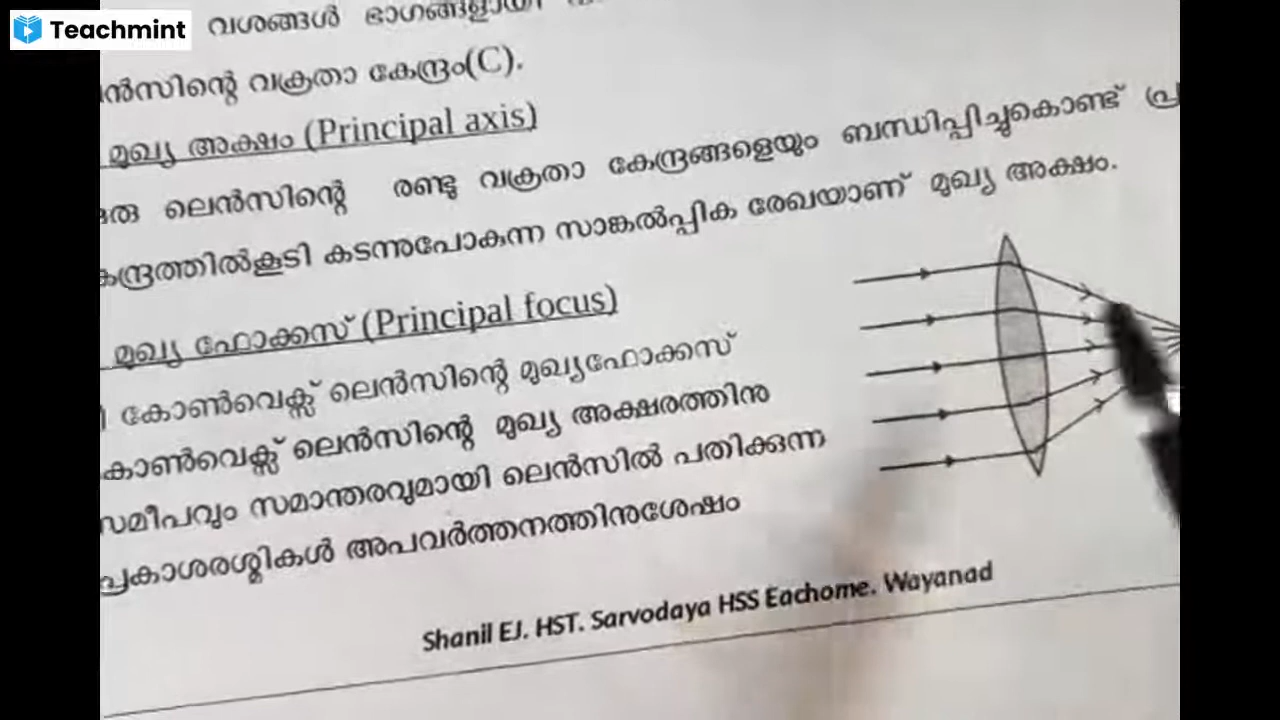 Teachmint
വശങ്ങൾ ഭാഗങ്ങളായി
ൻസിന്റെ വക്രതാ കേന്ദ്രം(C).
മുഖ്യ അക്ഷം (Principal axis)
ഒരു ലെൻസിന്റെ രണ്ടു വക്രതാ കേന്ദ്രങ്ങളെയും ബന്ധിപ്പിച്ചുകൊണ്ട് പ്ര
കേന്ദ്രത്തിൽകൂടി കടന്നുപോകുന്ന സാങ്കൽപ്പിക രേഖയാണ് മുഖ്യ അക്ഷം.
മുഖ്യ ഫോക്കസ് (Principal focus)
കോൺവെക്സ് ലെൻസിന്റെ മുഖ്യഫോക്കസ്
കോൺവെക്സ് ലെൻസിന്റെ മുഖ്യ അക്ഷരത്തിനു
സമീപവും സമാന്തരവുമായി ലെൻസിൽ പതിക്കുന്ന
പ്രകാശരശ്മികൾ അപവർത്തനത്തിനുശേഷം
Shanil EJ. HST. Sarvodaya HSS Eachome. Wayanad